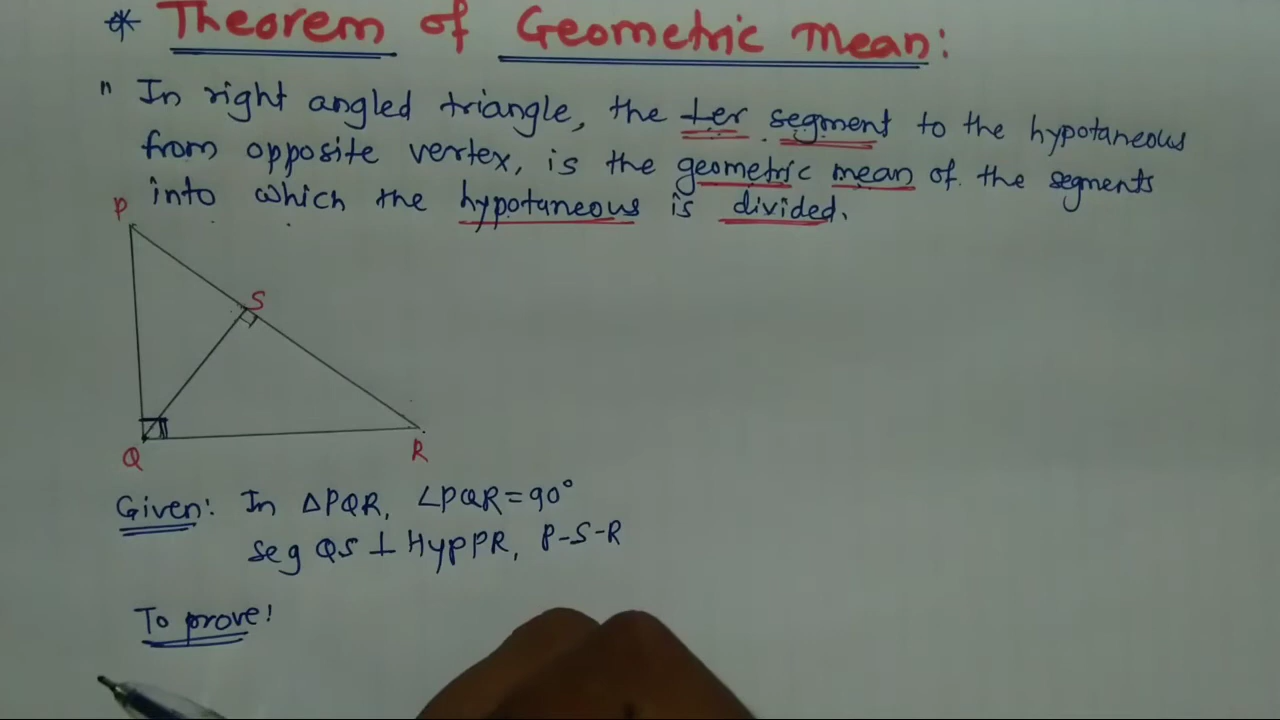 * Theorem of Geometric Mean:
" In right angled triangle, the ⊥er segment to the hypotaneous
from opposite vertex, is the geometric mean of the segments
into which the hypotaneous is divided.
P
S
Q
R
Given: In ΔPQR, ∠PQR=90°
seg QS ⊥ HypPR, P-S-R
To prove: